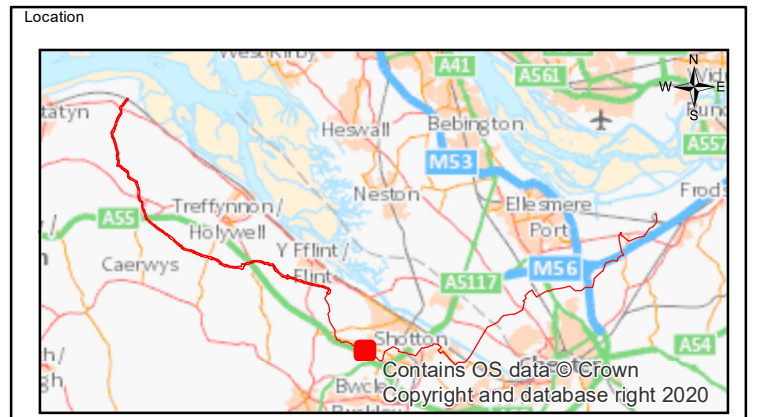 Location
West Kirby
A41
A561
N
W
E
S
tatyn
Heswall
Bebington
A557
M53
Neston
Frods
Treffynnon /
Holywell
Ellesmere
Port
A55
Y Fflint /
Flint
Caerwys
M56
A5117
Shotton
A54
Contains OS data © Crown
Copyright and database right 2020